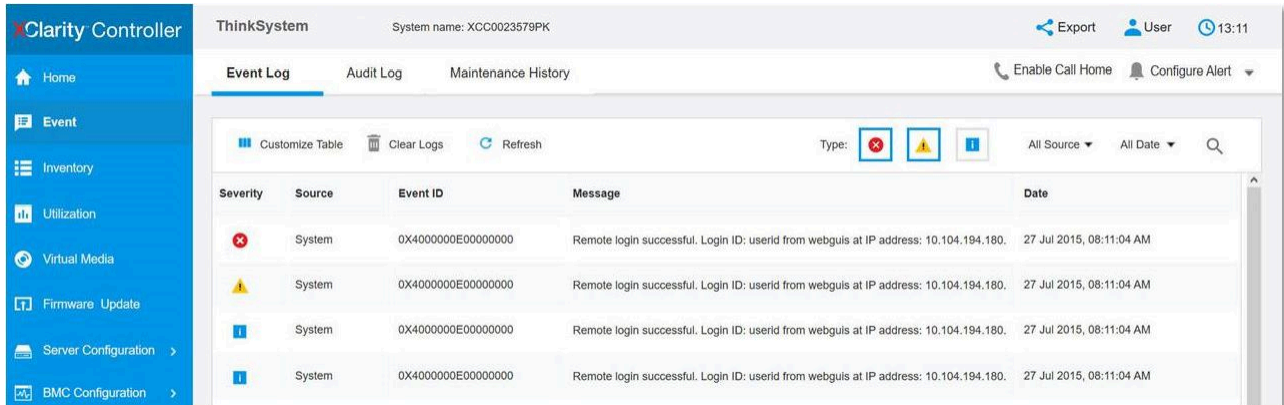 XClarity Controller
ThinkSystem System name: XCC0023579PK Export User 13:11
Home
Event Log Audit Log Maintenance History Enable Call Home Configure Alert
Event
Customize Table Clear Logs Refresh Type: All Source All Date
Inventory
Severity Source Event ID Message Date
Utilization
System 0X4000000E00000000 Remote login successful. Login ID: userid from webguis at IP address: 10.104.194.180. 27 Jul 2015, 08:11:04 AM
Virtual Media
System 0X4000000E00000000 Remote login successful. Login ID: userid from webguis at IP address: 10.104.194.180. 27 Jul 2015, 08:11:04 AM
Firmware Update
System 0X4000000E00000000 Remote login successful. Login ID: userid from webguis at IP address: 10.104.194.180. 27 Jul 2015, 08:11:04 AM
Server Configuration
System 0X4000000E00000000 Remote login successful. Login ID: userid from webguis at IP address: 10.104.194.180. 27 Jul 2015, 08:11:04 AM
BMC Configuration